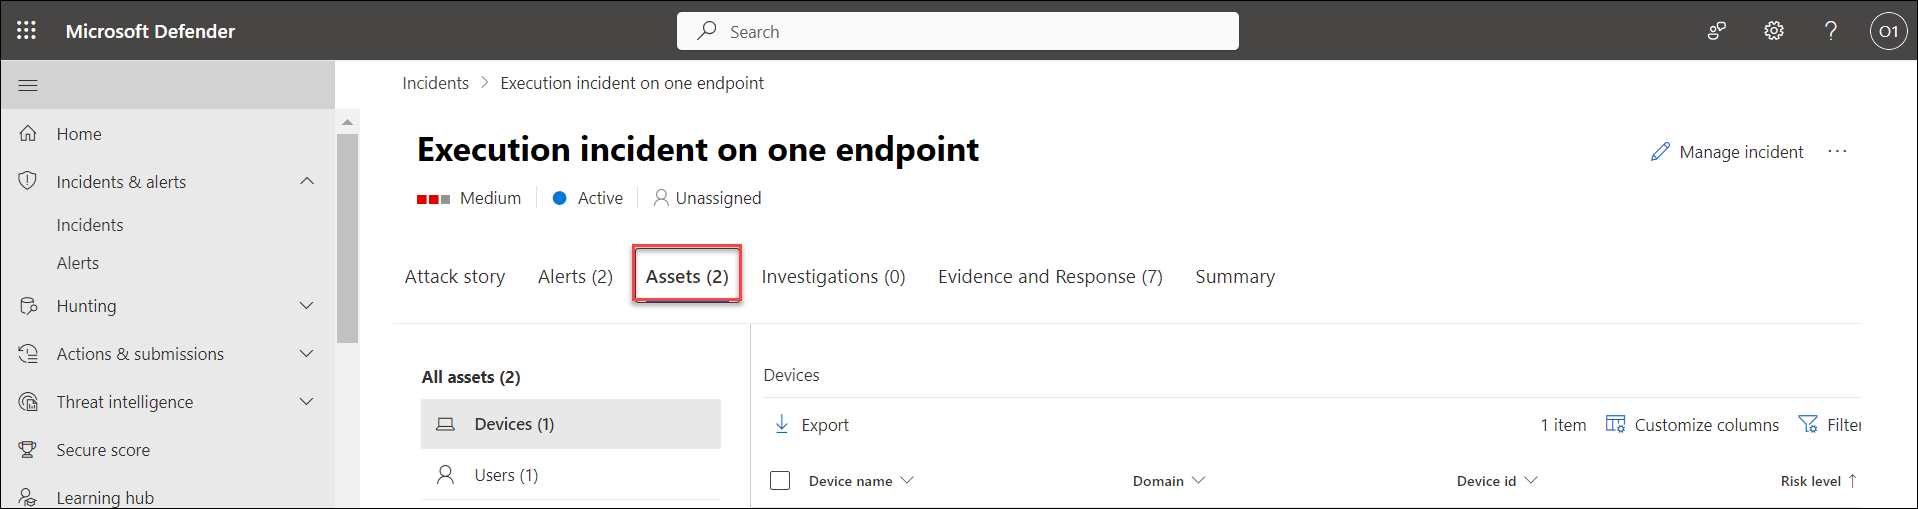 Microsoft Defender
Search
O1
Incidents > Execution incident on one endpoint
Home
Incidents & alerts
Incidents
Alerts
Hunting
Actions & submissions
Threat intelligence
Secure score
Learning hub
Execution incident on one endpoint
Manage incident ...
Medium Active Unassigned
Attack story Alerts (2) Assets (2) Investigations (0) Evidence and Response (7) Summary
All assets (2)
Devices (1)
Users (1)
Devices
Export 1 item Customize columns Filter
Device name Domain Device id Risk level ↑